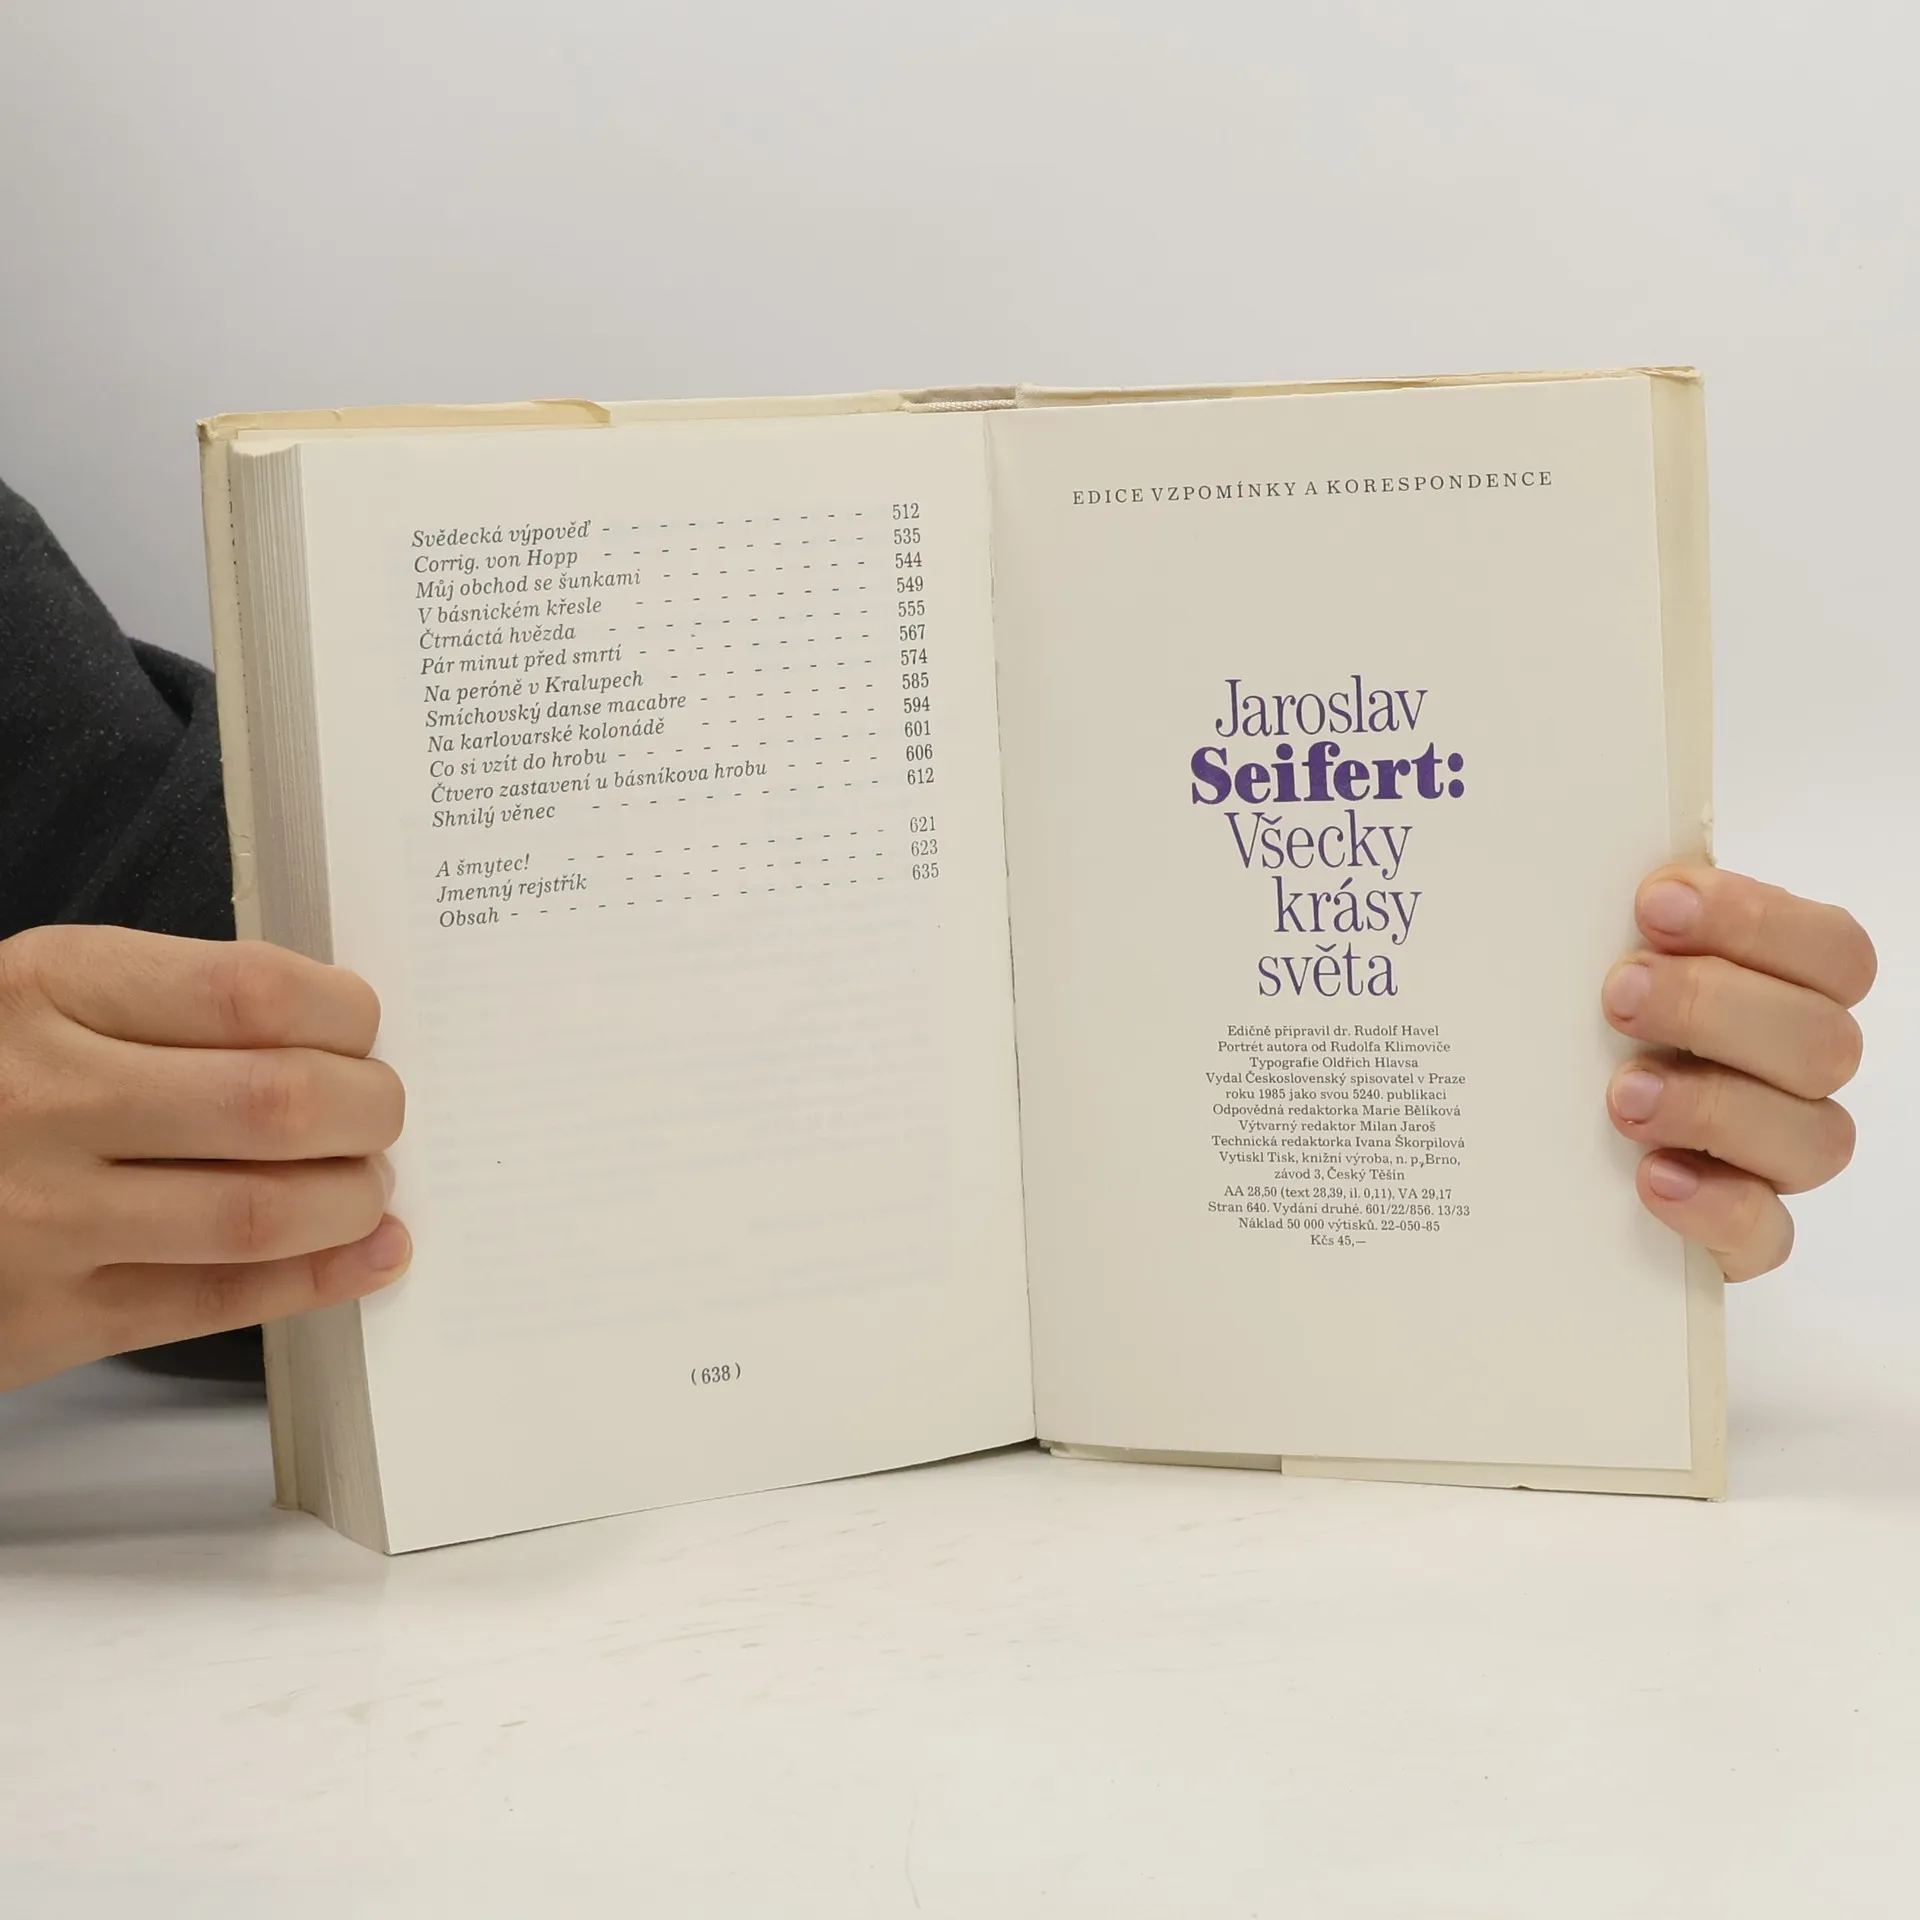 Svědecká výpověď - - - - - - - - - - 512
Corrig. von Hopp - - - - - - - - - - 535
Můj obchod se šunkami - - - - - - - - 544
V básnickém křesle - - - - - - - - - 549
Čtrnáctá hvězda - - - - - - - - - - 555
Pár minut před smrtí - - - - - - - - - 567
Na peróně v Kralupech - - - - - - - - 574
Smíchovský danse macabre - - - - - - - 585
Na karlovarské kolonádě - - - - - - - 594
Co si vzít do hrobu - - - - - - - - - - 601
Čtvero zastavení u básníkova hrobu - - - - 606
Shnilý věnec - - - - - - - - - - - 612
A šmytec! - - - - - - - - - - - - 621
Jmenný rejstřík - - - - - - - - - - 623
Obsah - - - - - - - - - - - - - - 635
(638)
EDICE VZPOMÍNKY A KORESPONDENCE
Jaroslav
Seifert:
Všecky
krásy
světa
Edičně připravil dr. Rudolf Havel
Portrét autora od Rudolfa Klimoviče
Typografie Oldřich Hlavsa
Vydal Československý spisovatel v Praze
roku 1985 jako svou 5240. publikaci
Odpovědná redaktorka Marie Bělíková
Výtvarný redaktor Milan Jaroš
Technická redaktorka Ivana Škorpilová
Vytiskl Tisk, knižní výroba, n. p., Brno,
závod 3, Český Těšín
AA 28,50 (text 28,39, il. 0,11), VA 29,17
Stran 640. Vydání druhé. 601/22/856. 13/33
Náklad 50 000 výtisků. 22-050-85
Kčs 45,—